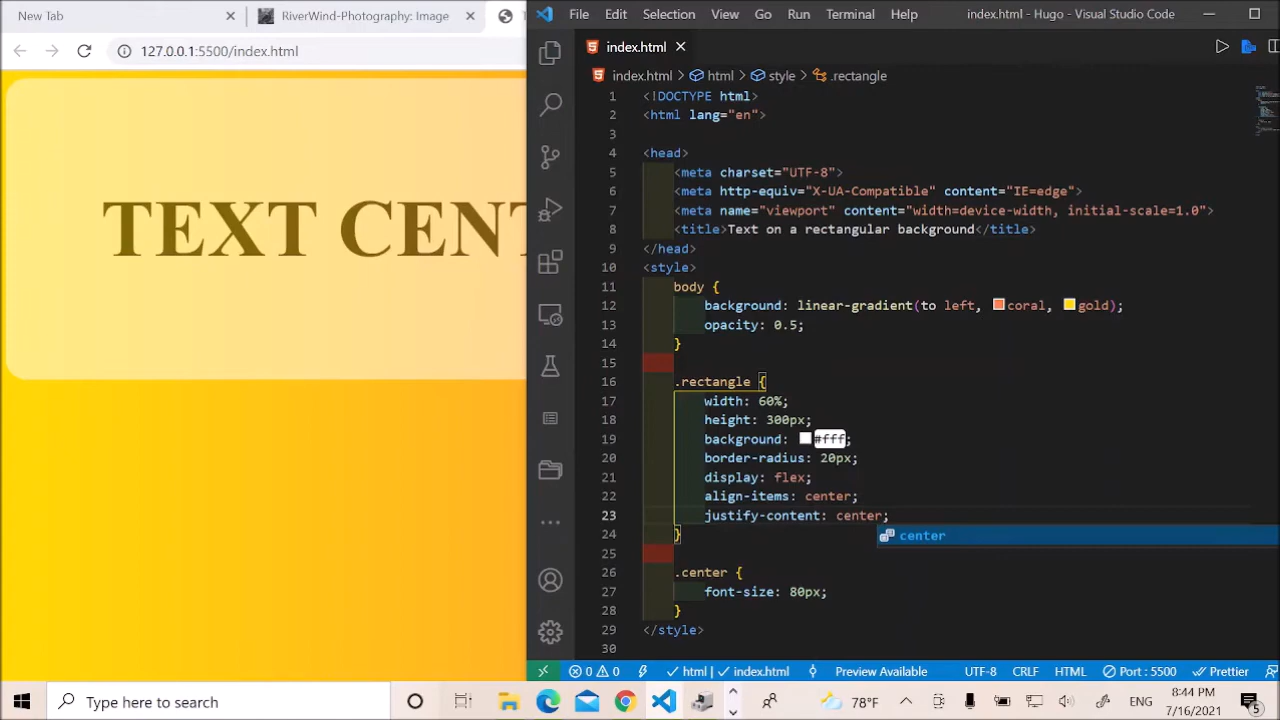 New Tab
RiverWind-Photography: Image
File Edit Selection View Go Run Terminal Help
index.html - Hugo - Visual Studio Code
127.0.0.1:5500/index.html
TEXT CENT
index.html
index.html > html > style > .rectangle
1 <!DOCTYPE html>
2 <html lang="en">
3
4 <head>
5 <meta charset="UTF-8">
6 <meta http-equiv="X-UA-Compatible" content="IE=edge">
7 <meta name="viewport" content="width=device-width, initial-scale=1.0">
8 <title>Text on a rectangular background</title>
9 </head>
10 <style>
11 body {
12 background: linear-gradient(to left, coral, gold);
13 opacity: 0.5;
14 }
15
16 .rectangle {
17 width: 60%;
18 height: 300px;
19 background: #fff;
20 border-radius: 20px;
21 display: flex;
22 align-items: center;
23 justify-content: center;
24 }
center
25
26 .center {
27 font-size: 80px;
28 }
29 </style>
30
0 0 html index.html Port : 5500 Preview Available UTF-8 CRLF HTML Prettier
Type here to search
78°F
ENG
8:44 PM
7/16/2021
5